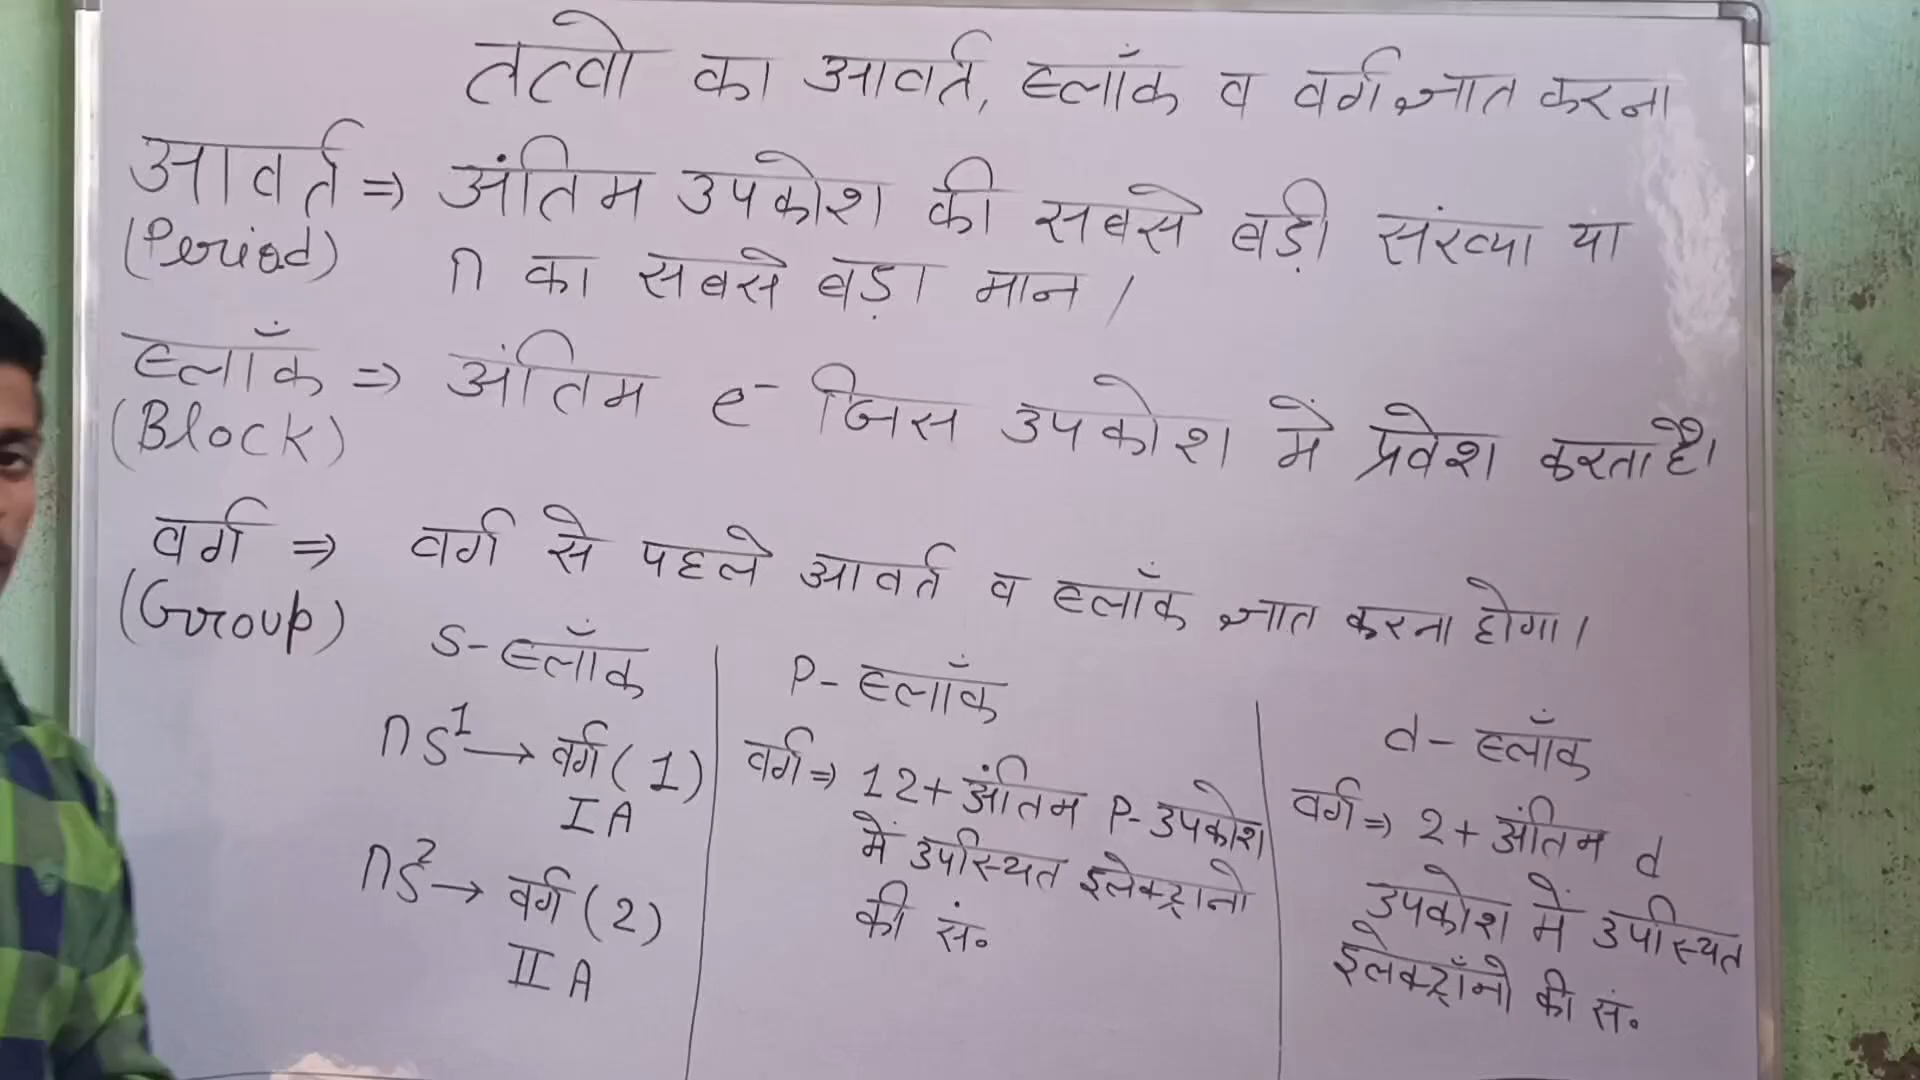 तत्वो का आवर्त, ब्लॉक व वर्ग ज्ञात करना
आवर्त ⇒ अंतिम उपकोश की सबसे बड़ी संख्या या
(Period) n का सबसे बड़ा मान।
ब्लॉक ⇒ अंतिम e⁻ जिस उपकोश मे प्रवेश करता है।
(Block)
वर्ग ⇒ वर्ग से पहले आवर्त व ब्लॉक ज्ञात करना होगा।
(Group)
s-ब्लॉक
ns¹ → वर्ग (1)
IA
ns² → वर्ग (2)
IIA
P-ब्लॉक
वर्ग ⇒ 12+ अंतिम P-उपकोश
में उपस्थित इलेक्ट्रानो
की सं॰
d-ब्लॉक
वर्ग ⇒ 2+ अंतिम d
उपकोश में उपस्थित
इलेक्ट्रॉनो की सं॰